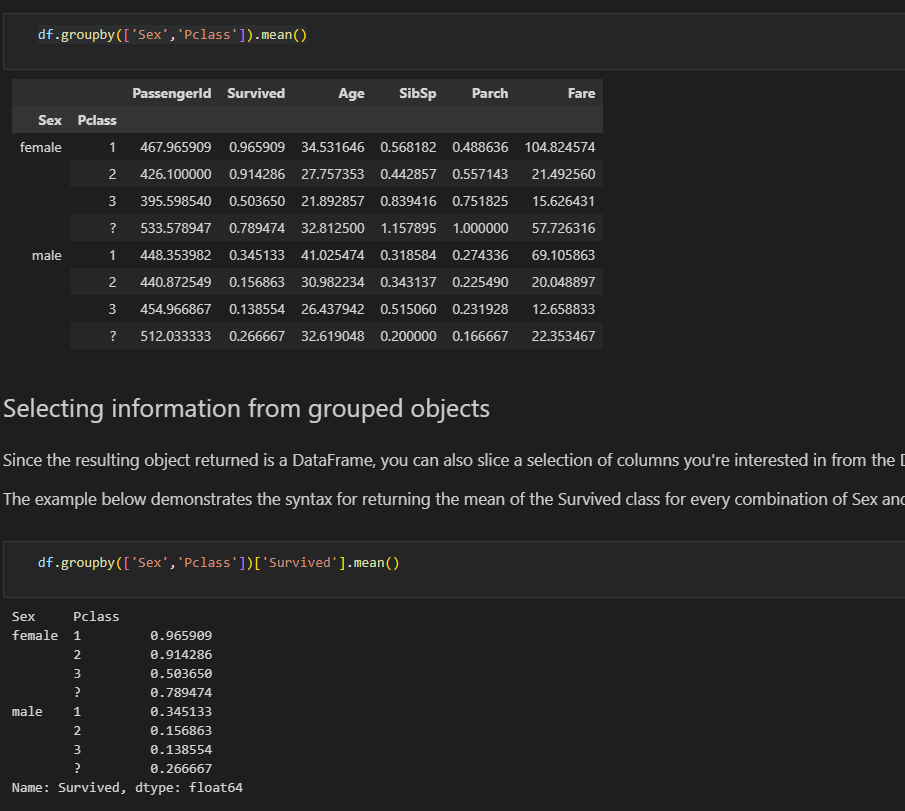 df.groupby(['Sex','Pclass']).mean()
PassengerId Survived Age SibSp Parch Fare
Sex Pclass
female 1 467.965909 0.965909 34.531646 0.568182 0.488636 104.824574
2 426.100000 0.914286 27.757353 0.442857 0.557143 21.492560
3 395.598540 0.503650 21.892857 0.839416 0.751825 15.626431
? 533.578947 0.789474 32.812500 1.157895 1.000000 57.726316
male 1 448.353982 0.345133 41.025474 0.318584 0.274336 69.105863
2 440.872549 0.156863 30.982234 0.343137 0.225490 20.048897
3 454.966867 0.138554 26.437942 0.515060 0.231928 12.658833
? 512.033333 0.266667 32.619048 0.200000 0.166667 22.353467
Selecting information from grouped objects
Since the resulting object returned is a DataFrame, you can also slice a selection of columns you're interested in from the
The example below demonstrates the syntax for returning the mean of the Survived class for every combination of Sex and
df.groupby(['Sex','Pclass'])['Survived'].mean()
Sex Pclass
female 1 0.965909
2 0.914286
3 0.503650
? 0.789474
male 1 0.345133
2 0.156863
3 0.138554
? 0.266667
Name: Survived, dtype: float64